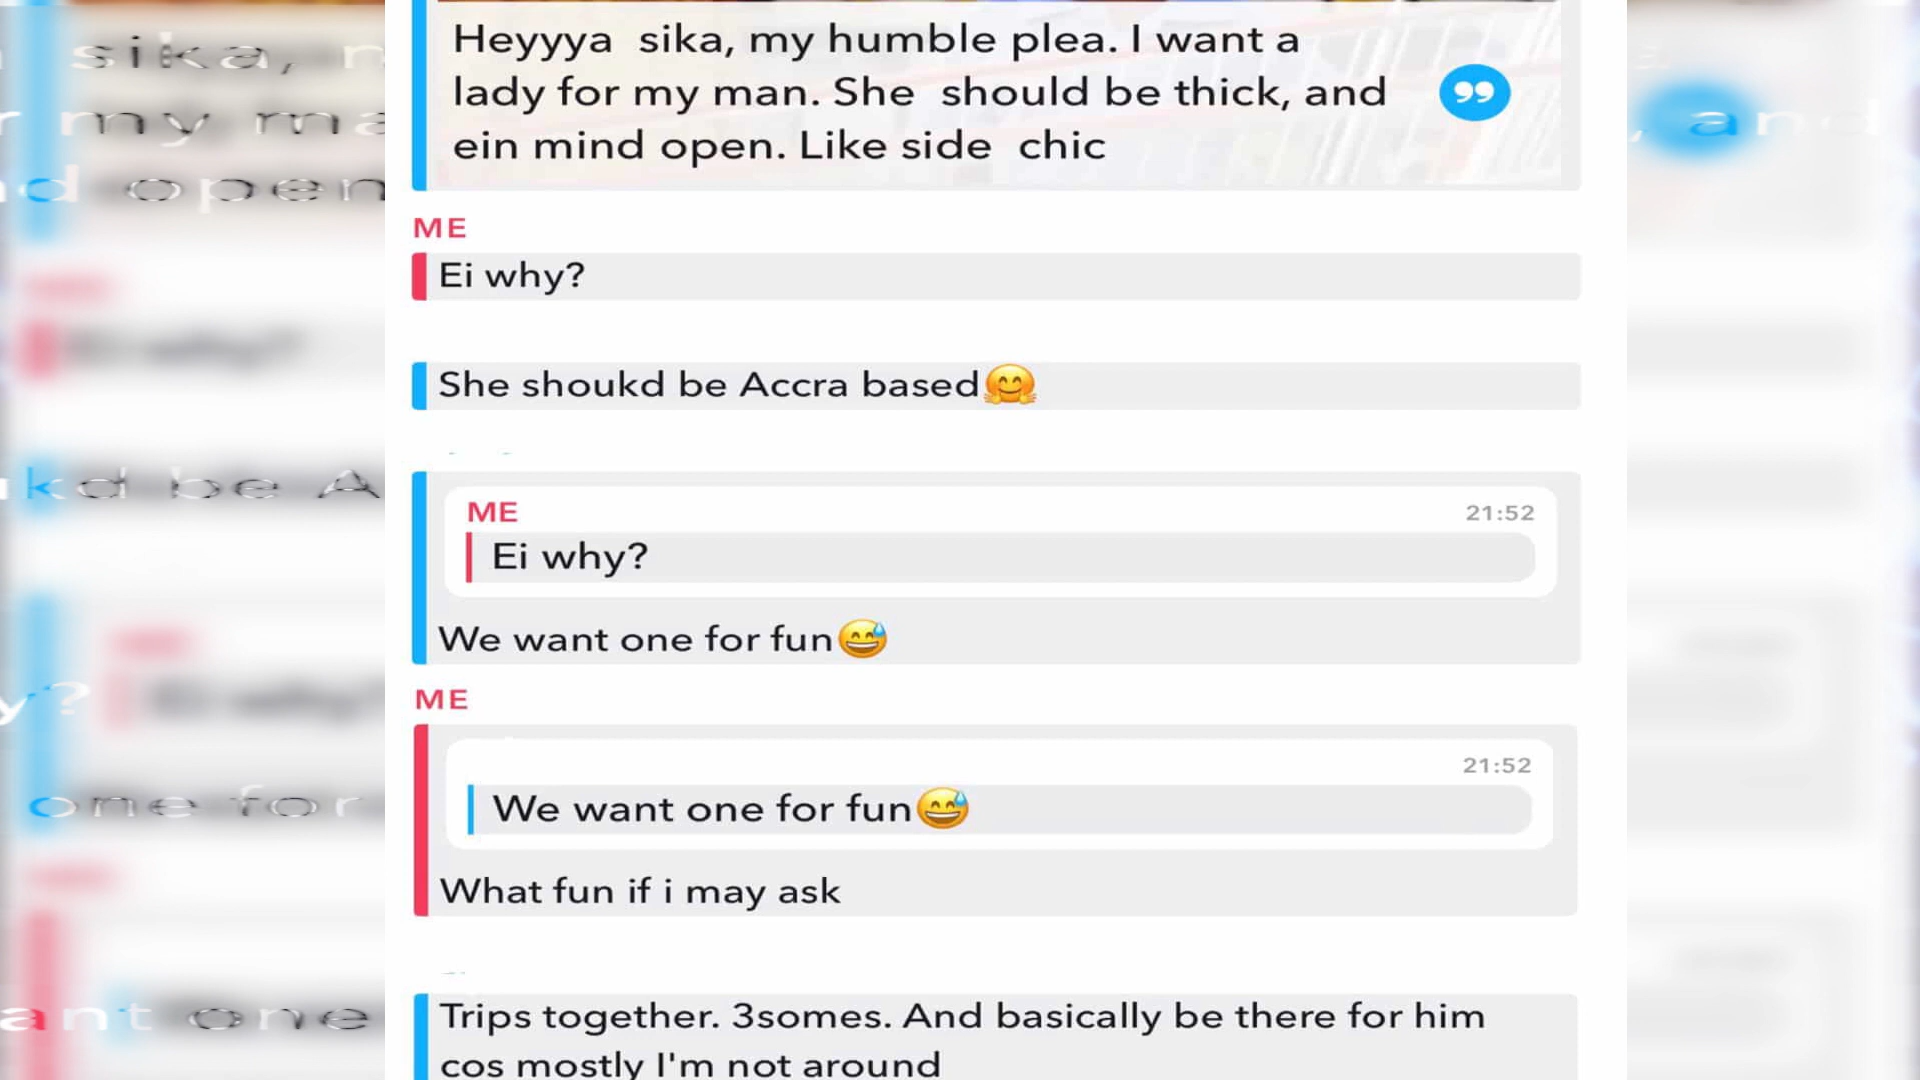 Heyyya sika, my humble plea. I want a
lady for my man. She should be thick, and
ein mind open. Like side chic
ME
Ei why?
She shoukd be Accra based🤗
ME 21:52
Ei why?
We want one for fun😅
ME
21:52
We want one for fun😅
What fun if i may ask
Trips together. 3somes. And basically be there for him
cos mostly I'm not around